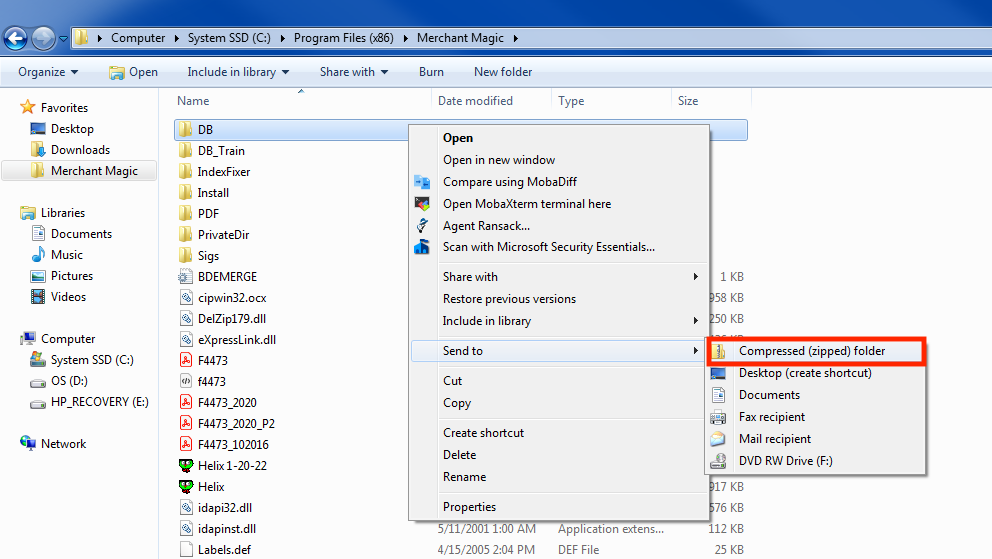 Computer System SSD (C:) Program Files (x86) Merchant Magic
Organize Open Include in library Share with Burn New folder
Favorites
Desktop
Downloads
Merchant Magic
Libraries
Documents
Music
Pictures
Videos
Computer
System SSD (C:)
OS (D:)
HP_RECOVERY (E:)
Network
Name Date modified Type Size
DB
DB_Train
IndexFixer
Install
PDF
PrivateDir
Sigs
BDEMERGE 1 KB
cipwin32.ocx 958 KB
DelZip179.dll 250 KB
eXpressLink.dll
F4473
f4473
F4473_2020
F4473_2020_P2
F4473_102016
Helix 1-20-22
Helix 917 KB
idapi32.dll 576 KB
idapinst.dll 5/11/2001 1:00 AM Application extens... 112 KB
Labels.def 4/15/2005 2:04 PM DEF File 25 KB
Open
Open in new window
Compare using MobaDiff
Open MobaXterm terminal here
Agent Ransack...
Scan with Microsoft Security Essentials...
Share with
Restore previous versions
Include in library
Send to
Cut
Copy
Create shortcut
Delete
Rename
Properties
Compressed (zipped) folder
Desktop (create shortcut)
Documents
Fax recipient
Mail recipient
DVD RW Drive (F:)